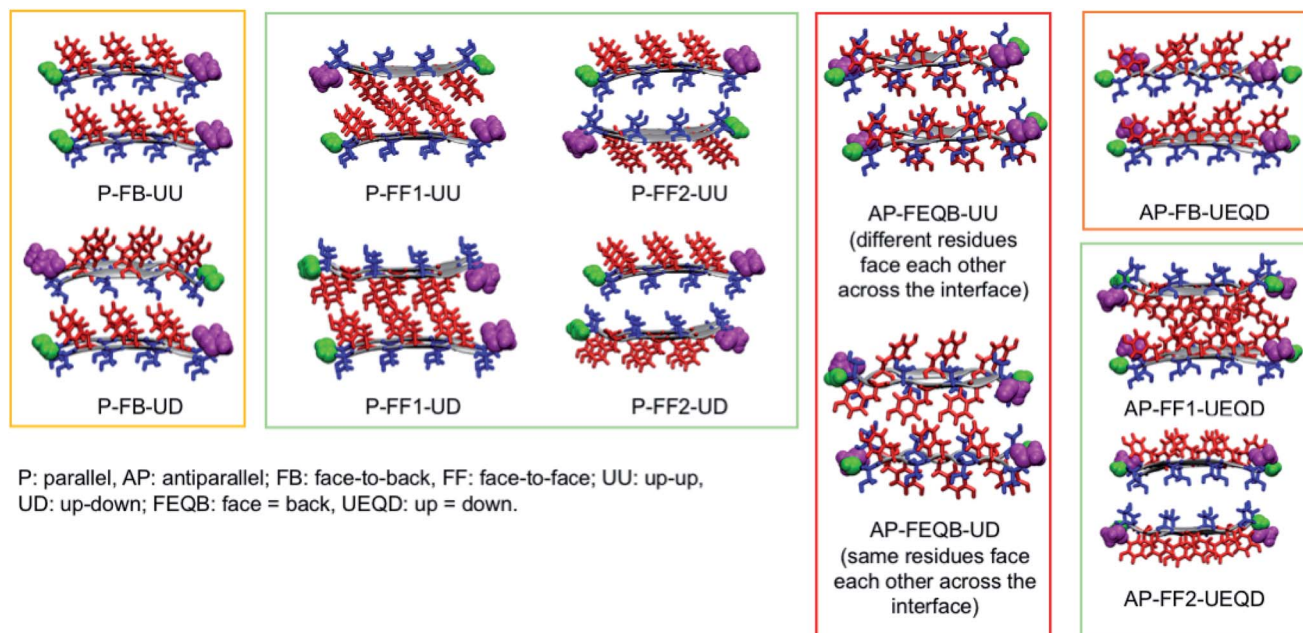 P-FB-UU
P-FB-UD
P-FF1-UU
P-FF2-UU
P-FF1-UD
P-FF2-UD
AP-FEQB-UU
(different residues
face each other
across the interface)
AP-FEQB-UD
(same residues face
each other across the
interface)
AP-FB-UEQD
AP-FF1-UEQD
AP-FF2-UEQD
P: parallel, AP: antiparallel; FB: face-to-back, FF: face-to-face; UU: up-up,
UD: up-down; FEQB: face = back, UEQD: up = down.